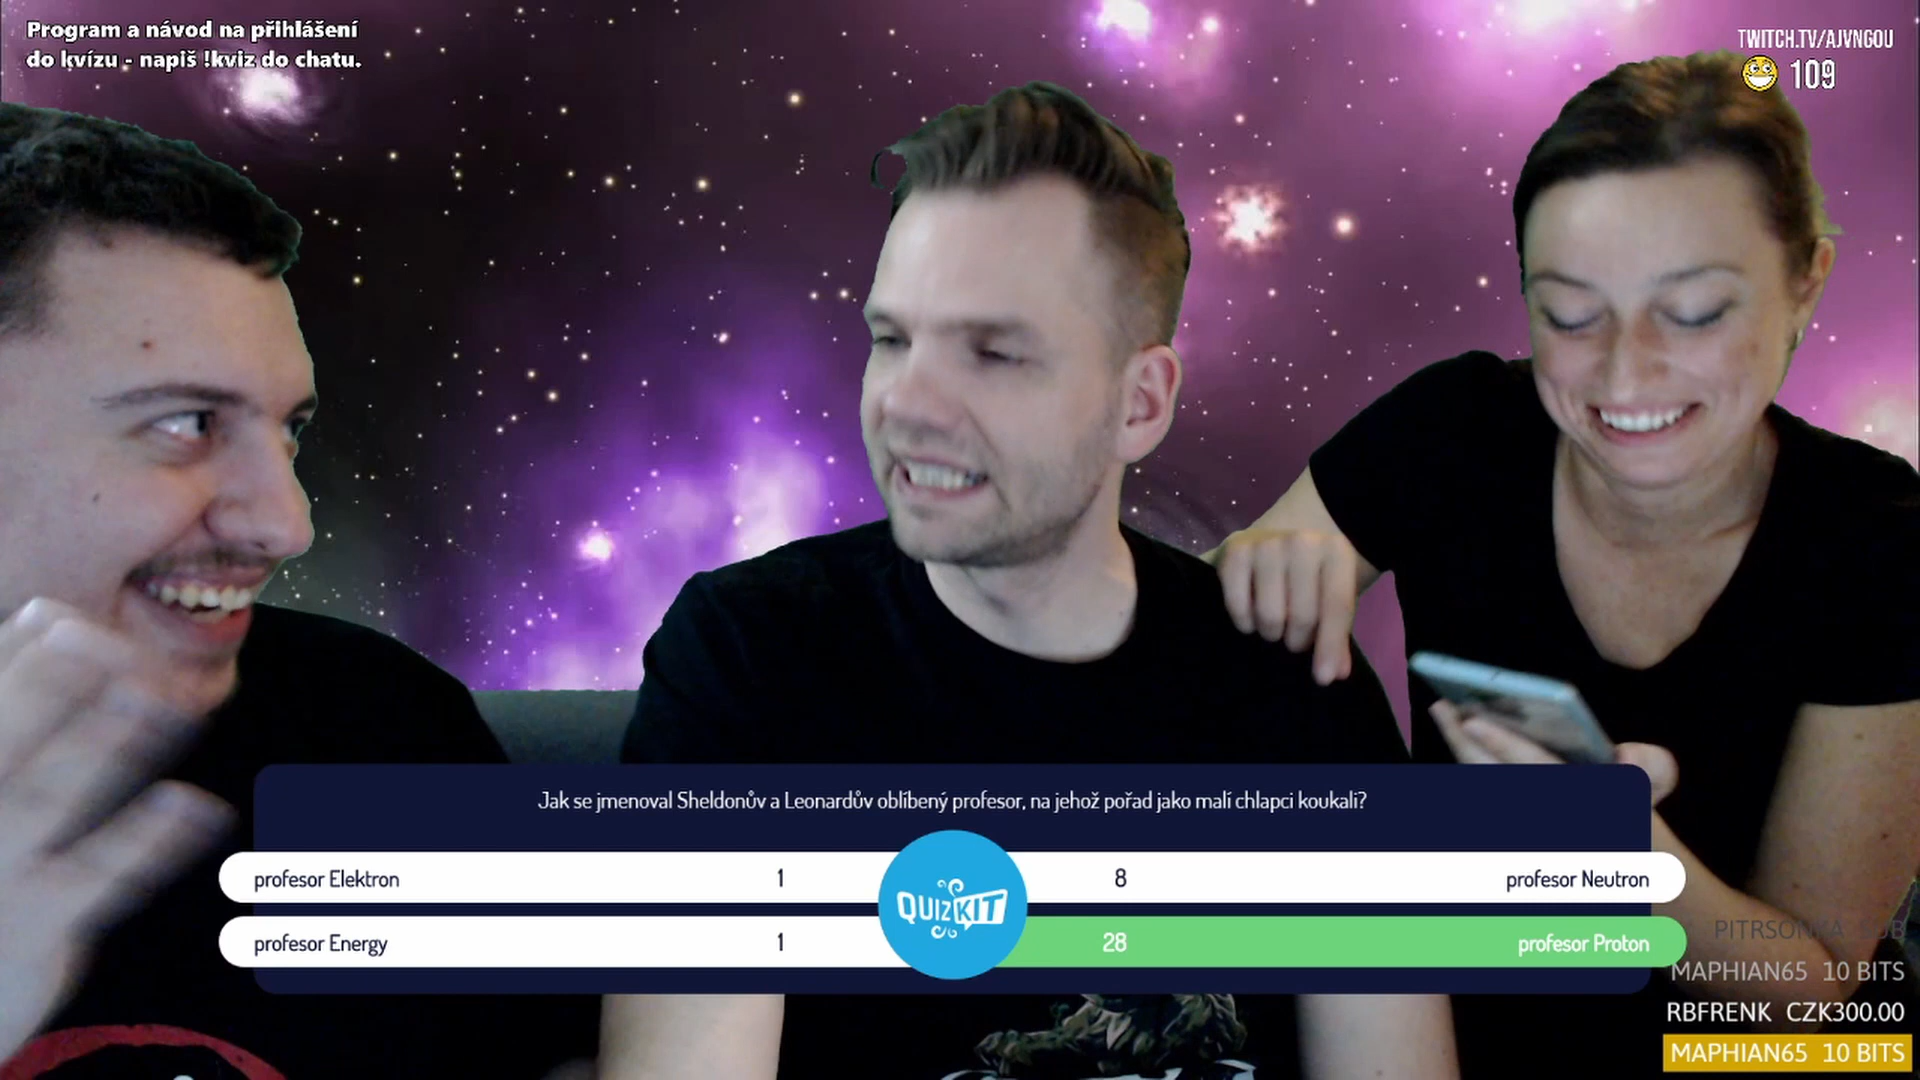 Program a návod na přihlášení
do kvízu - napiš !kviz do chatu.
TWITCH.TV/AJVNGOU
109
Jak se jmenoval Sheldonův a Leonardův oblíbený profesor, na jehož pořad jako malí chlapci koukali?
profesor Elektron 1
8 profesor Neutron
QUIZKIT
profesor Energy 1
28 profesor Proton
PITRSONKA SUB
MAPHIAN65 10 BITS
RBFRENK CZK300.00
MAPHIAN65 10 BITS